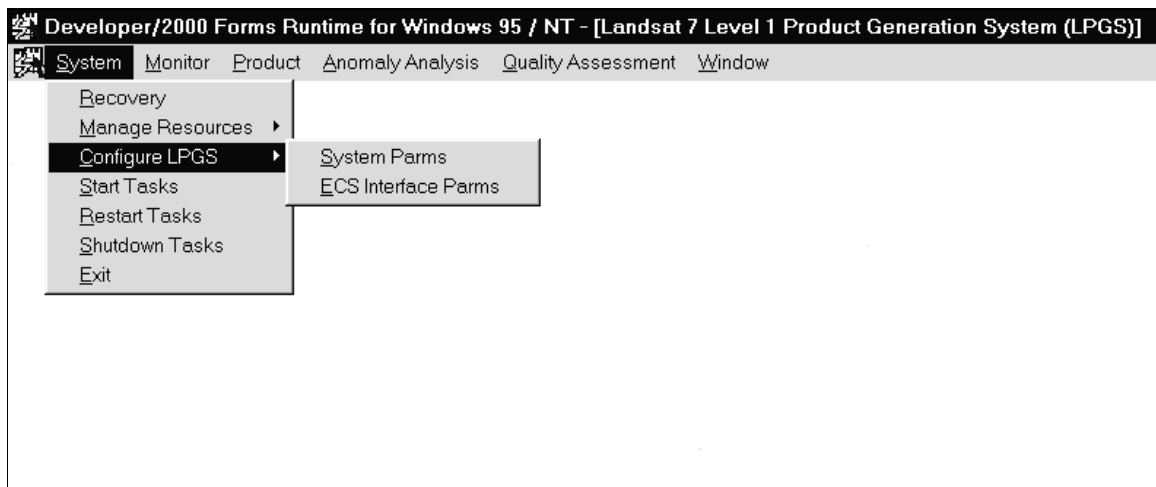 Developer/2000 Forms Runtime for Windows 95 / NT - [Landsat 7 Level 1 Product Generation System (LPGS)]
System Monitor Product Anomaly Analysis Quality Assessment Window
Recovery
Manage Resources
Configure LPGS
System Parms
ECS Interface Parms
Start Tasks
Restart Tasks
Shutdown Tasks
Exit